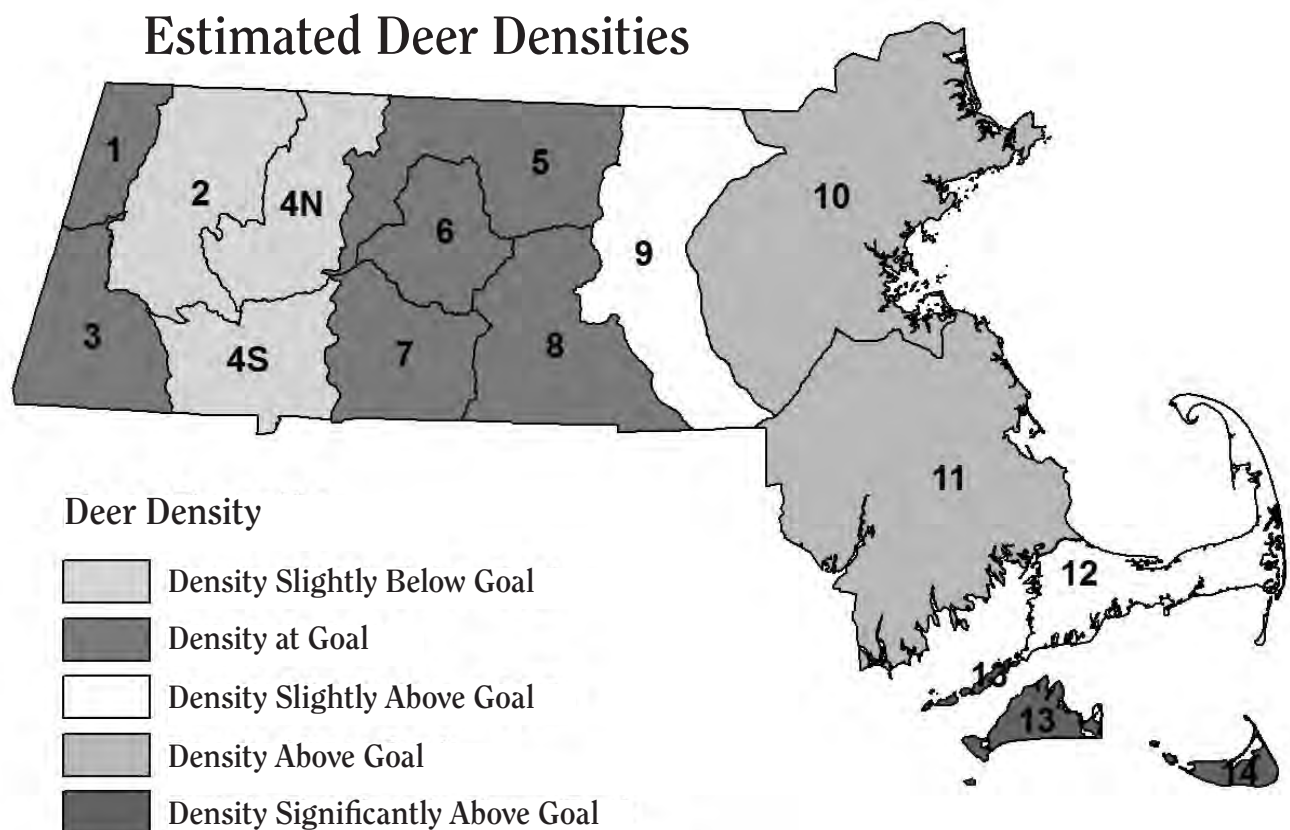 Estimated Deer Densities
1
2
4N
5
10
6
9
3
4S
7
8
11
12
13
13
14
Deer Density
Density Slightly Below Goal
Density at Goal
Density Slightly Above Goal
Density Above Goal
Density Significantly Above Goal